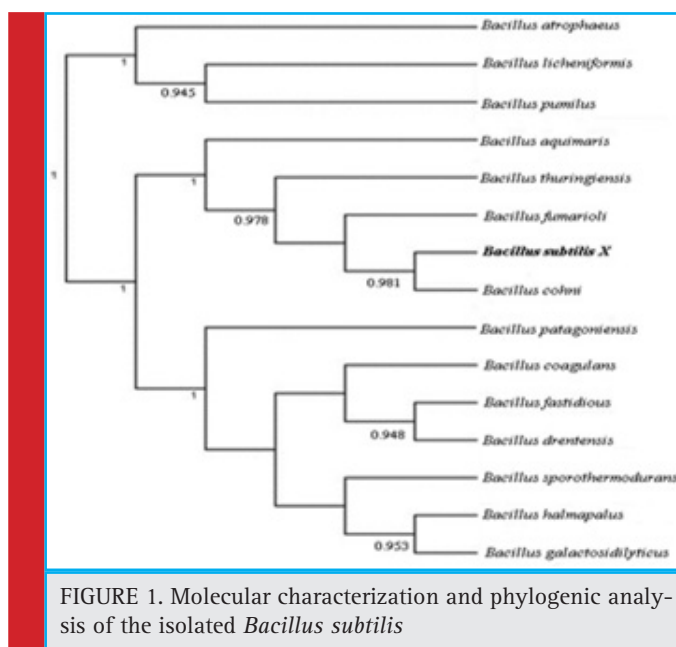 Bacillus atrophaeus
1
Bacillus licheniformis
0.945
Bacillus pumilus
Bacillus aquimaris
1
1
Bacillus thuringiensis
0.978
Bacillus fumarioli
Bacillus subtilis X
0.981
Bacillus cohni
1
Bacillus patagoniensis
Bacillus coagulans
1
Bacillus fastidious
0.948
Bacillus drentensis
Bacillus sporothermodurans
Bacillus halmapalus
0.953
Bacillus galactosidilyticus
FIGURE 1. Molecular characterization and phylogenic analy-
sis of the isolated Bacillus subtilis